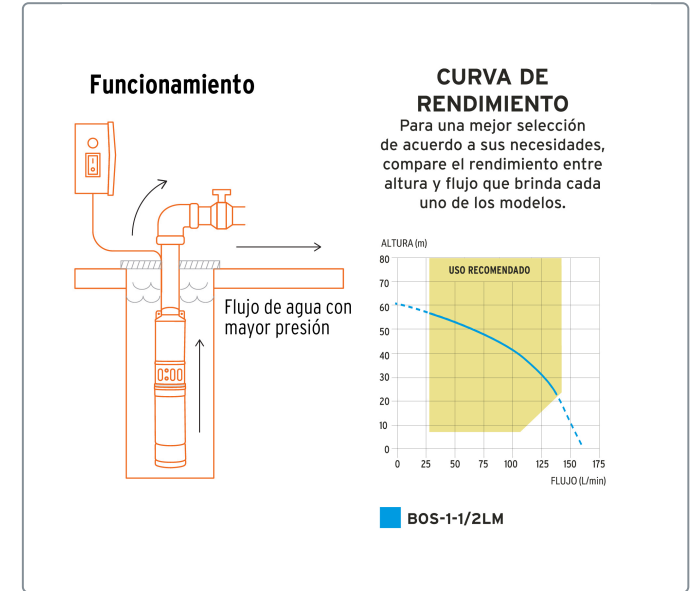 Funcionamiento
Flujo de agua con
mayor presión
CURVA DE
RENDIMIENTO
Para una mejor selección
de acuerdo a sus necesidades,
compare el rendimiento entre
altura y flujo que brinda cada
uno de los modelos.
ALTURA (m)
USO RECOMENDADO
80
70
60
50
40
30
20
10
0
0 25 50 75 100 125 150 175
FLUJO (L/min)
BOS-1-1/2LM